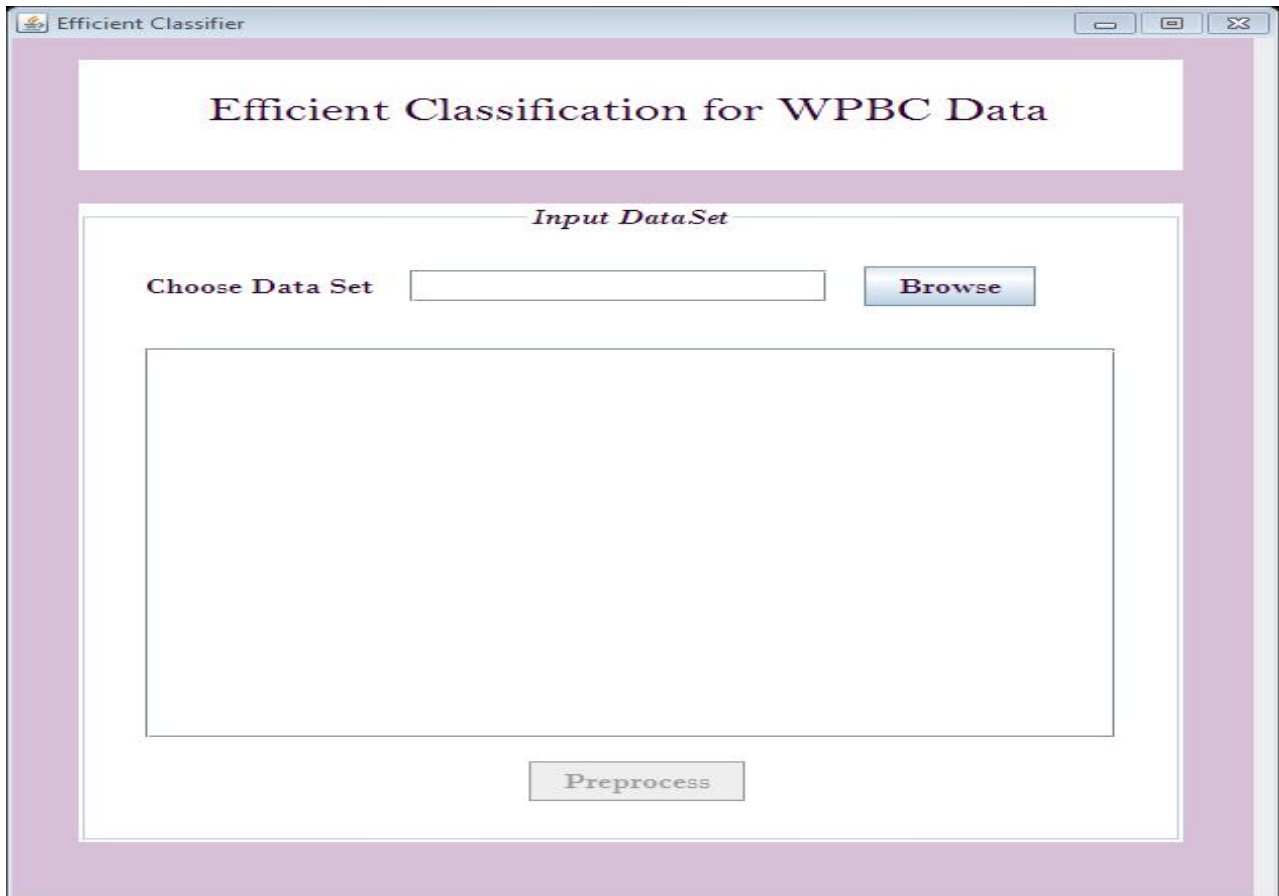 Efficient Classifier
Efficient Classification for WPBC Data
Input DataSet
Choose Data Set Browse
Preprocess